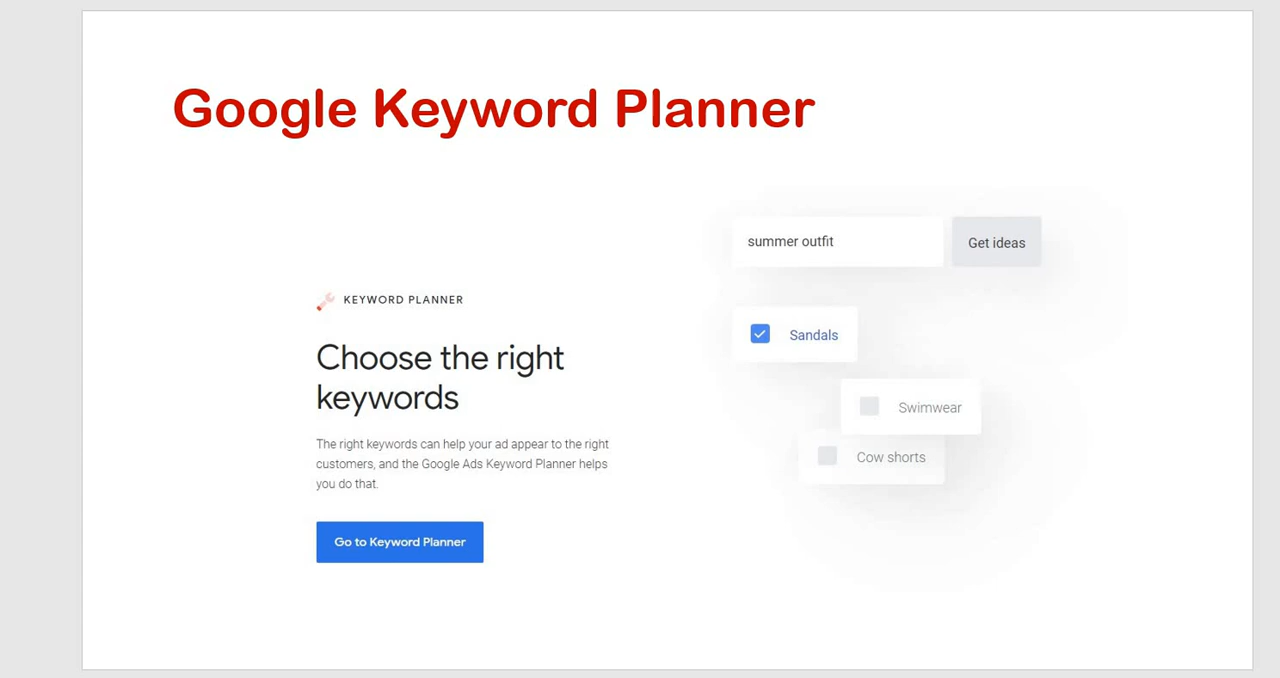 Google Keyword Planner
summer outfit
Get ideas
KEYWORD PLANNER
Sandals
Choose the right
keywords
Swimwear
Cow shorts
The right keywords can help your ad appear to the right
customers, and the Google Ads Keyword Planner helps
you do that.
Go to Keyword Planner